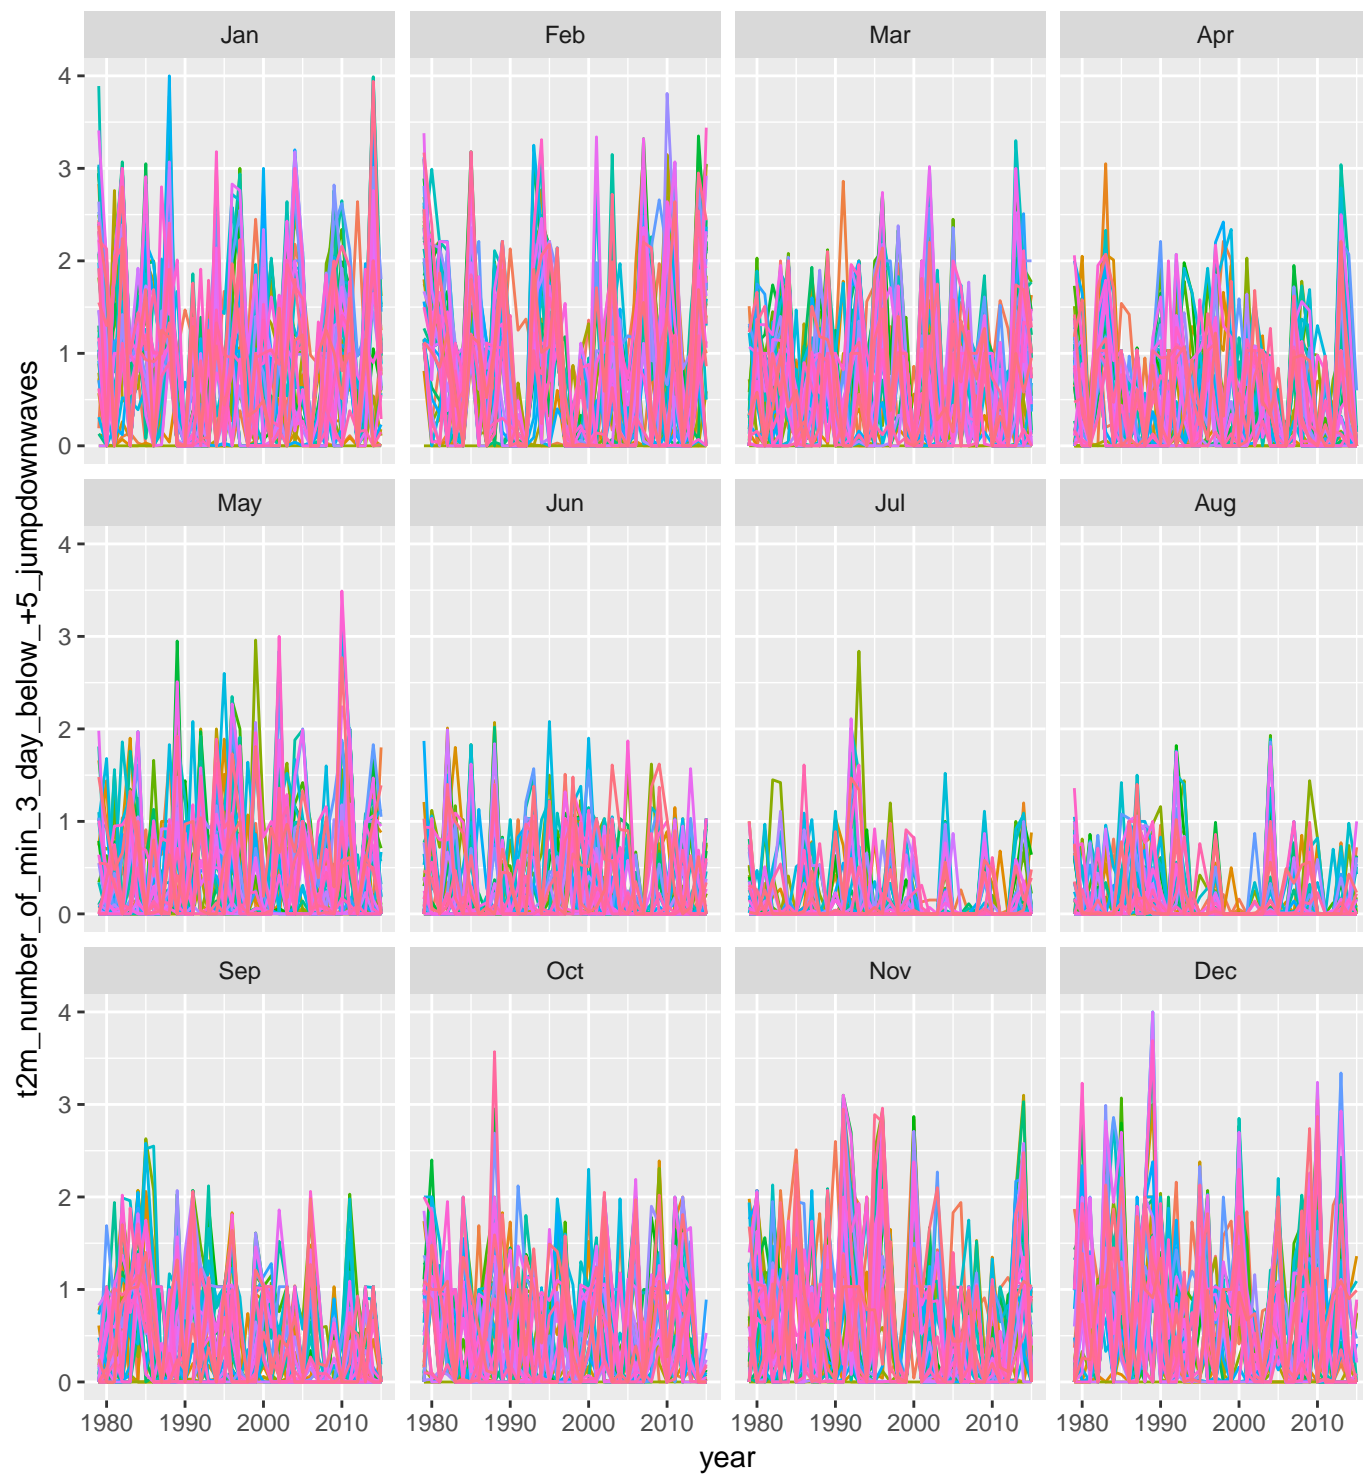 Jan Feb Mar Apr
4
3
2
1
0
May Jun Jul Aug
4
3
2
1
0
Sep Oct Nov Dec
4
3
2
1
0
1980 1990 2000 2010 1980 1990 2000 2010 1980 1990 2000 2010 1980 1990 2000 2010
year
t2m_number_of_min_3_day_below_+5_jumpdownwaves